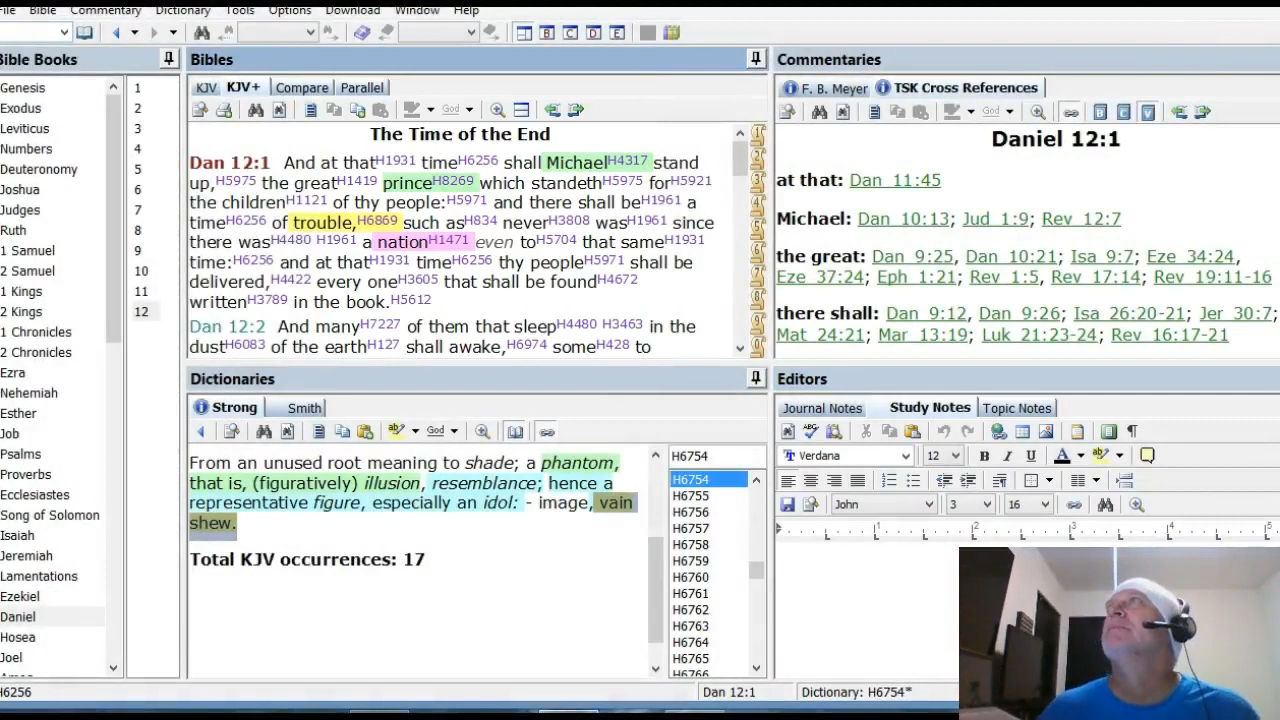 File Bible Commentary Dictionary Tools Options Download Window Help
B C D E
Bible Books
Genesis
Exodus
Leviticus
Numbers
Deuteronomy
Joshua
Judges
Ruth
1 Samuel
2 Samuel
1 Kings
2 Kings
1 Chronicles
2 Chronicles
Ezra
Nehemiah
Esther
Job
Psalms
Proverbs
Ecclesiastes
Song of Solomon
Isaiah
Jeremiah
Lamentations
Ezekiel
Daniel
Hosea
Joel
H6256
1
2
3
4
5
6
7
8
9
10
11
12
Bibles
KJV KJV+ Compare Parallel
God
The Time of the End
Dan 12:1 And at thatH1931 timeH6256 shall MichaelH4317 stand
up,H5975 the greatH1419 princeH8269 which standethH5975 forH5921
the childrenH1121 of thy people:H5971 and there shall beH1961 a
timeH6256 of trouble,H6869 such asH834 neverH3808 wasH1961 since
there wasH4480 H1961 a nationH1471 even toH5704 that sameH1931
time:H6256 and at thatH1931 timeH6256 thy peopleH5971 shall be
delivered,H4422 every oneH3605 that shall be foundH4672
writtenH3789 in the book.H5612
Dan 12:2 And manyH7227 of them that sleepH4480 H3463 in the
dustH6083 of the earthH127 shall awake,H6974 someH428 to
Commentaries
F. B. Meyer TSK Cross References
God
Daniel 12:1
at that: Dan 11:45
Michael: Dan 10:13; Jud 1:9; Rev 12:7
the great: Dan 9:25, Dan 10:21; Isa 9:7; Eze 34:24,
Eze 37:24; Eph 1:21; Rev 1:5, Rev 17:14, Rev 19:11-16
there shall: Dan 9:12, Dan 9:26; Isa 26:20-21; Jer 30:7;
Mat 24:21; Mar 13:19; Luk 21:23-24; Rev 16:17-21
Dictionaries
Strong Smith
God
From an unused root meaning to shade; a phantom,
that is, (figuratively) illusion, resemblance; hence a
representative figure, especially an idol: - image, vain
shew.
Total KJV occurrences: 17
H6754
H6754
H6755
H6756
H6757
H6758
H6759
H6760
H6761
H6762
H6763
H6764
H6765
H6766
Editors
Journal Notes Study Notes Topic Notes
Verdana 12 B I U A
John 3 16
1 2 3 4 5
Dan 12:1 Dictionary: H6754*